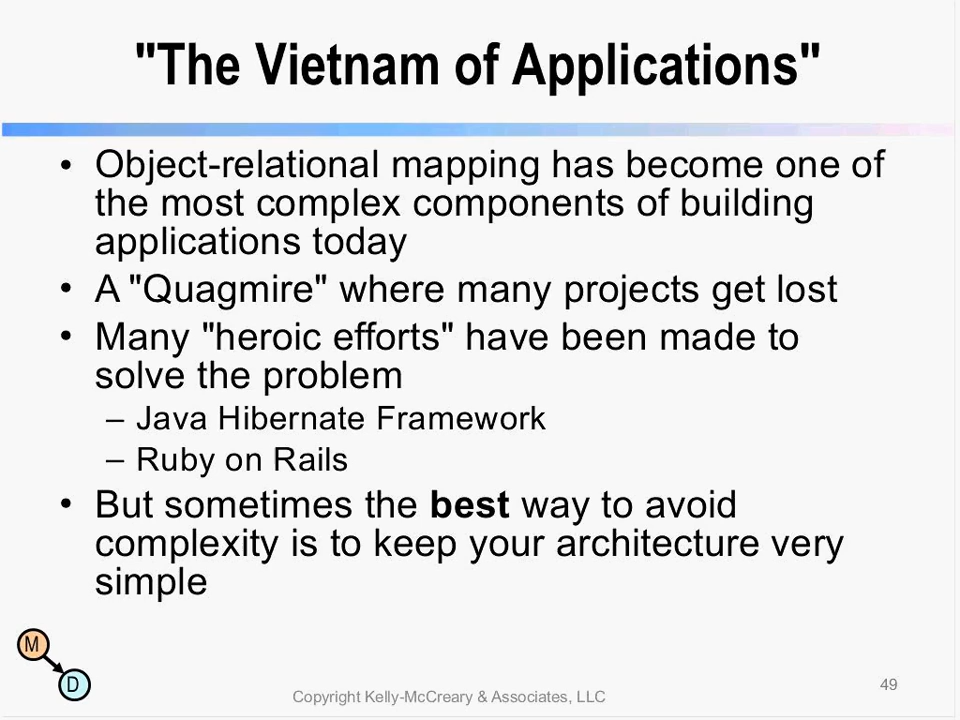 "The Vietnam of Applications"
• Object-relational mapping has become one of
the most complex components of building
applications today
• A "Quagmire" where many projects get lost
• Many "heroic efforts" have been made to
solve the problem
– Java Hibernate Framework
– Ruby on Rails
• But sometimes the best way to avoid
complexity is to keep your architecture very
simple
M
D
Copyright Kelly-McCreary & Associates, LLC
49